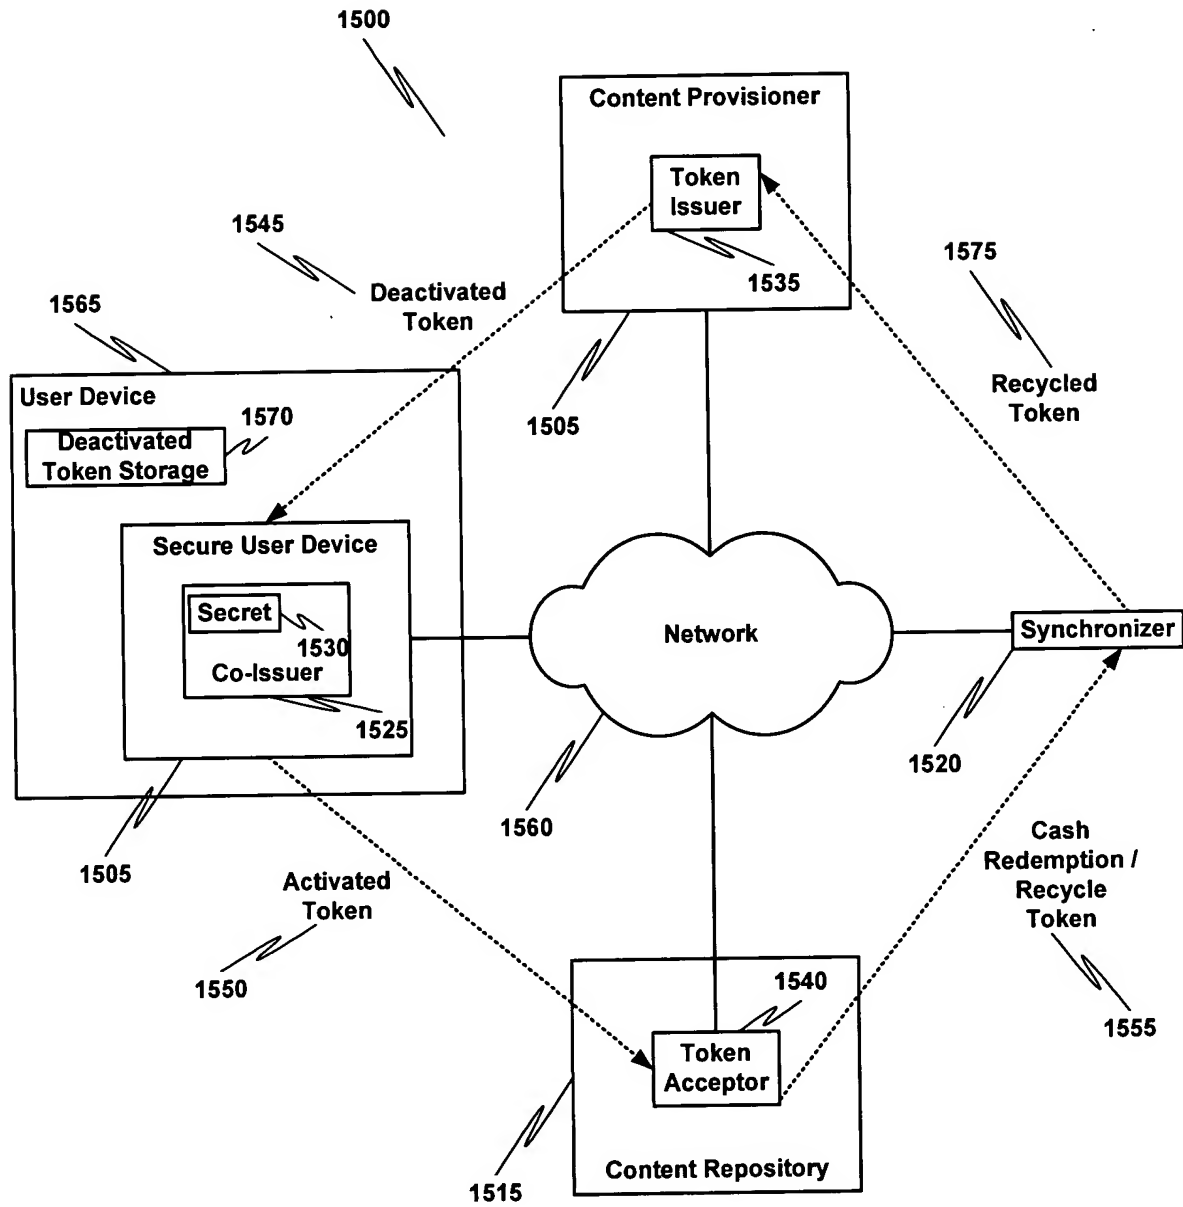 1500
Content Provisioner
Token
Issuer
1535
1545
Deactivated
Token
1575
Recycled
Token
1565
User Device
1570
Deactivated
Token Storage
1505
Secure User Device
Secret
1530
Co-Issuer
1525
Network
Synchronizer
1520
1560
1505
Activated
Token
1550
Cash
Redemption /
Recycle
Token
1555
1540
Token
Acceptor
1515
Content Repository